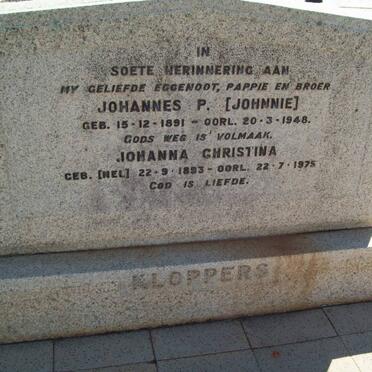 IN
SOETE HERINNERING AAN
MY GELIEFDE EGGENOOT, PAPPIE EN BROER
JOHANNES P. [JOHNNIE]
GEB. 15-12-1891 – OORL. 20-3-1948.
GODS WEG IS VOLMAAK.
JOHANNA CHRISTINA
GEB. [NEL] 22-9-1893 – OORL. 22-7-1975
GOD IS LIEFDE.
KLOPPERS